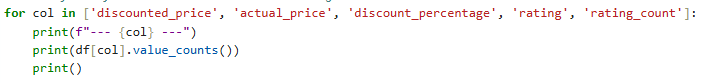 for col in ['discounted_price', 'actual_price', 'discount_percentage', 'rating', 'rating_count']:
    print(f"--- {col} ---")
    print(df[col].value_counts())
    print()